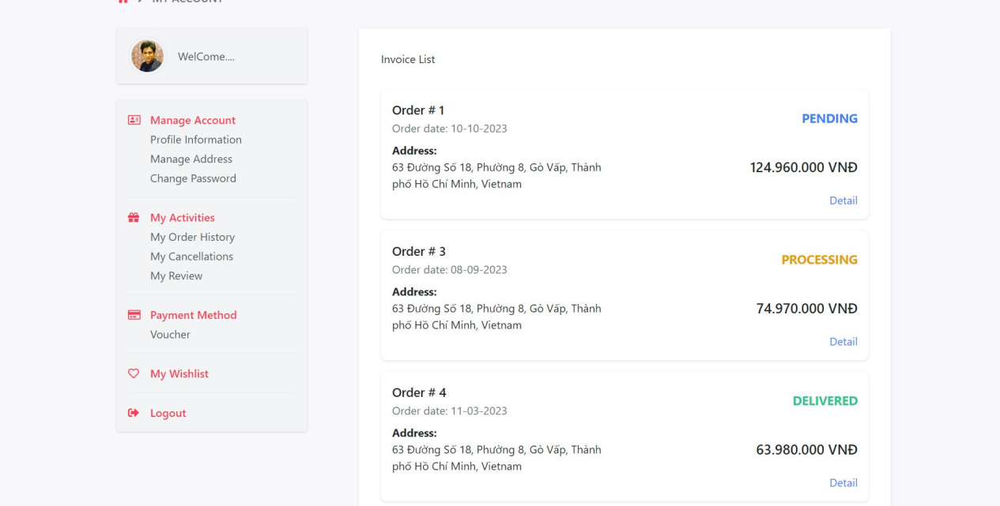 MY ACCOUNT
WelCome....
Manage Account
Profile Information
Manage Address
Change Password
My Activities
My Order History
My Cancellations
My Review
Payment Method
Voucher
My Wishlist
Logout
Invoice List
Order # 1
Order date: 10-10-2023
PENDING
Address:
63 Đường Số 18, Phường 8, Gò Vấp, Thành
phố Hồ Chí Minh, Vietnam
124.960.000 VNĐ
Detail
Order # 3
Order date: 08-09-2023
PROCESSING
Address:
63 Đường Số 18, Phường 8, Gò Vấp, Thành
phố Hồ Chí Minh, Vietnam
74.970.000 VNĐ
Detail
Order # 4
Order date: 11-03-2023
DELIVERED
Address:
63 Đường Số 18, Phường 8, Gò Vấp, Thành
phố Hồ Chí Minh, Vietnam
63.980.000 VNĐ
Detail